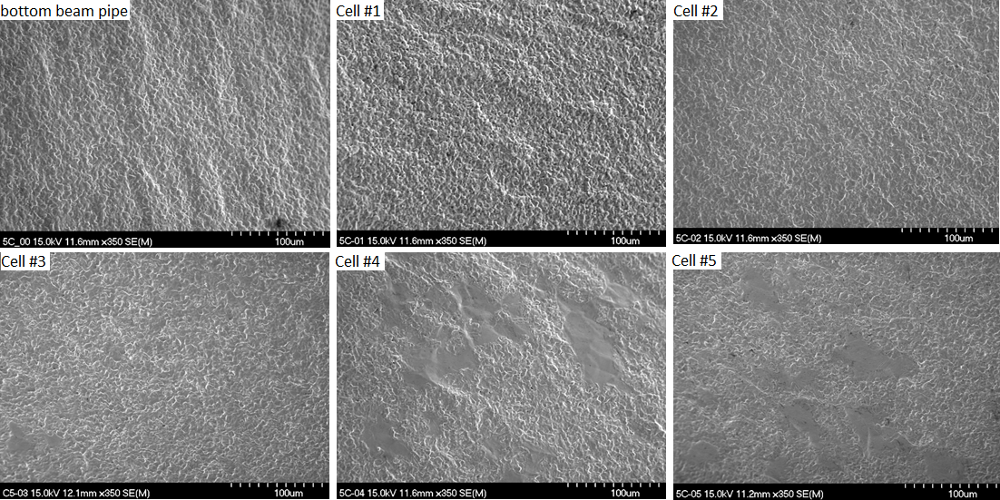 bottom beam pipe
Cell #1
Cell #2
5C_00 15.0kV 11.6mm x350 SE(M)
100um
5C-01 15.0kV 11.6mm x350 SE(M)
100um
5C-02 15.0kV 11.6mm x350 SE(M)
100um
Cell #3
Cell #4
Cell #5
C5-03 15.0kV 12.1mm x350 SE(M)
100um
5C-04 15.0kV 11.6mm x350 SE(M)
100um
5C-05 15.0kV 11.2mm x350 SE(M)
100um